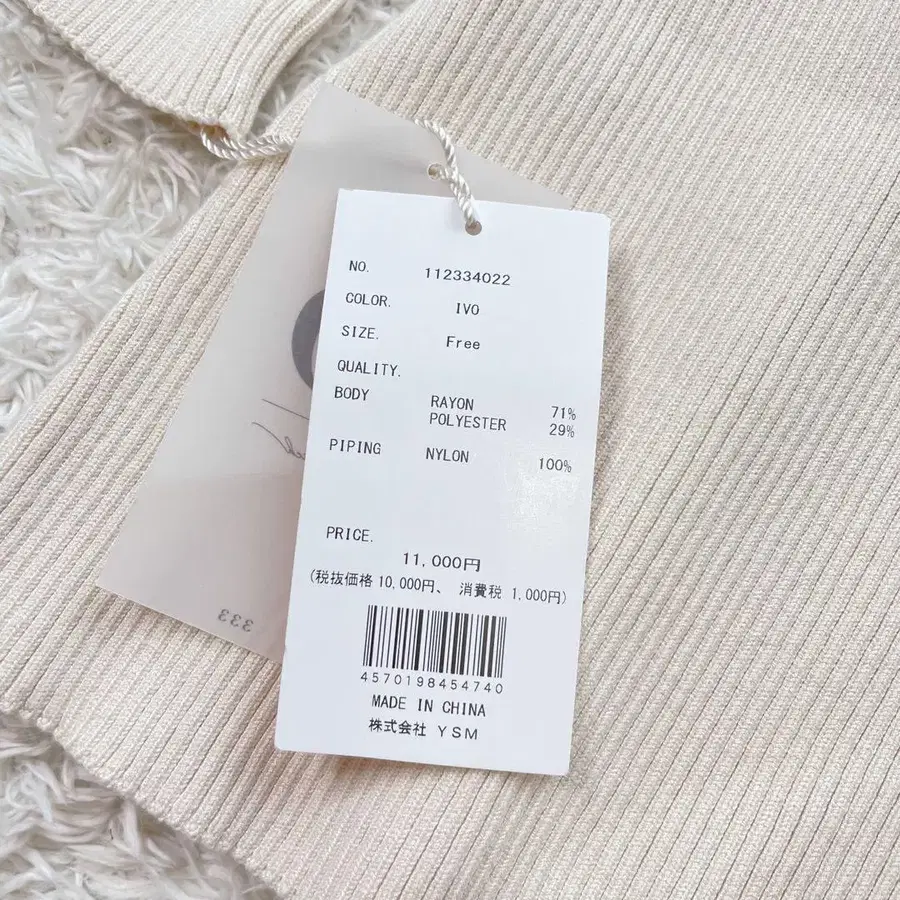 NO. 112334022
COLOR. IVO
SIZE. Free
QUALITY.
BODY RAYON 71%
POLYESTER 29%
PIPING NYLON 100%
PRICE.
11,000円
(税抜価格 10,000円、 消費税 1,000円)
4570198454740
MADE IN CHINA
株式会社 YSM
333